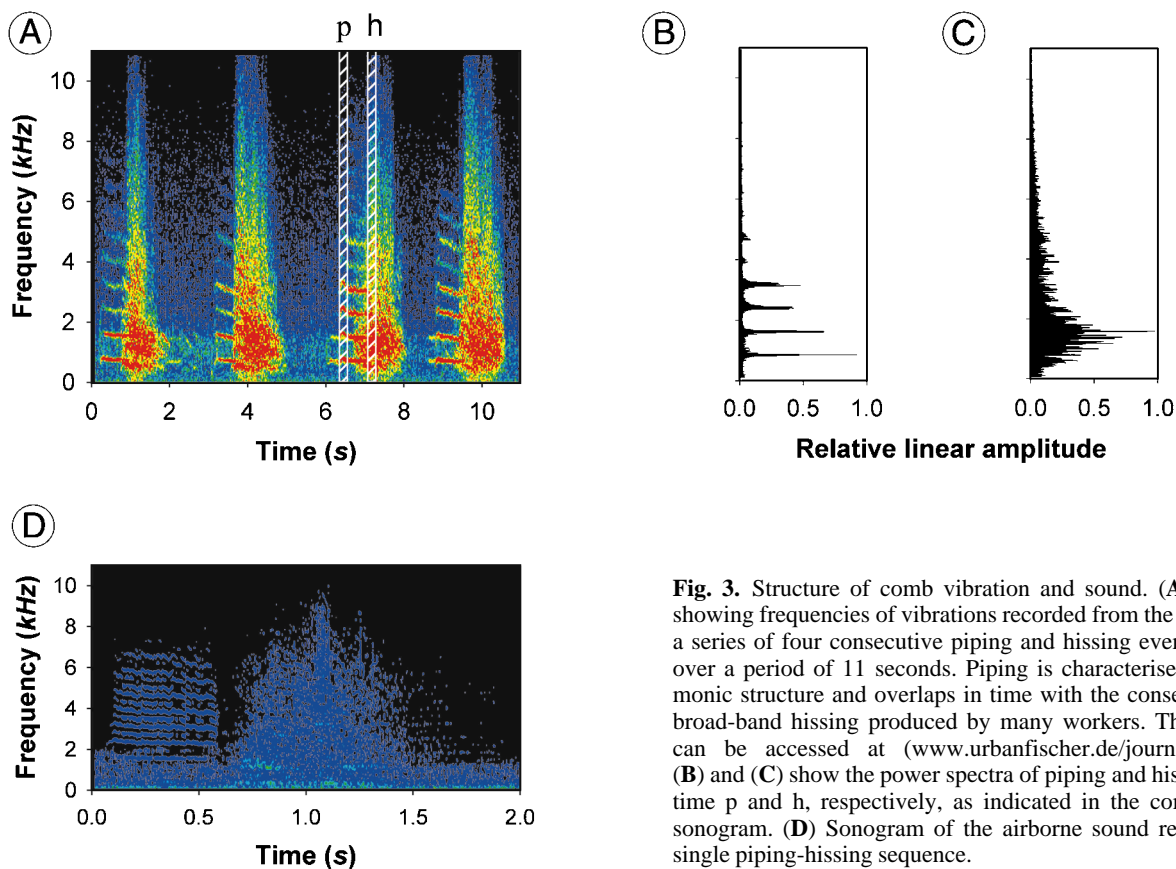 A
p h
Frequency (kHz)
10
8
6
4
2
0
0 2 4 6 8 10
Time (s)
B
C
0.0 0.5 1.0
0.0 0.5 1.0
Relative linear amplitude
D
Frequency (kHz)
10
8
6
4
2
0
0.0 0.5 1.0 1.5 2.0
Time (s)
Fig. 3. Structure of comb vibration and sound. (A
showing frequencies of vibrations recorded from the
a series of four consecutive piping and hissing ever
over a period of 11 seconds. Piping is characterise
monic structure and overlaps in time with the conse
broad-band hissing produced by many workers. Th
can be accessed at (www.urbanfischer.de/journ
(B) and (C) show the power spectra of piping and his
time p and h, respectively, as indicated in the cor
sonogram. (D) Sonogram of the airborne sound re
single piping-hissing sequence.